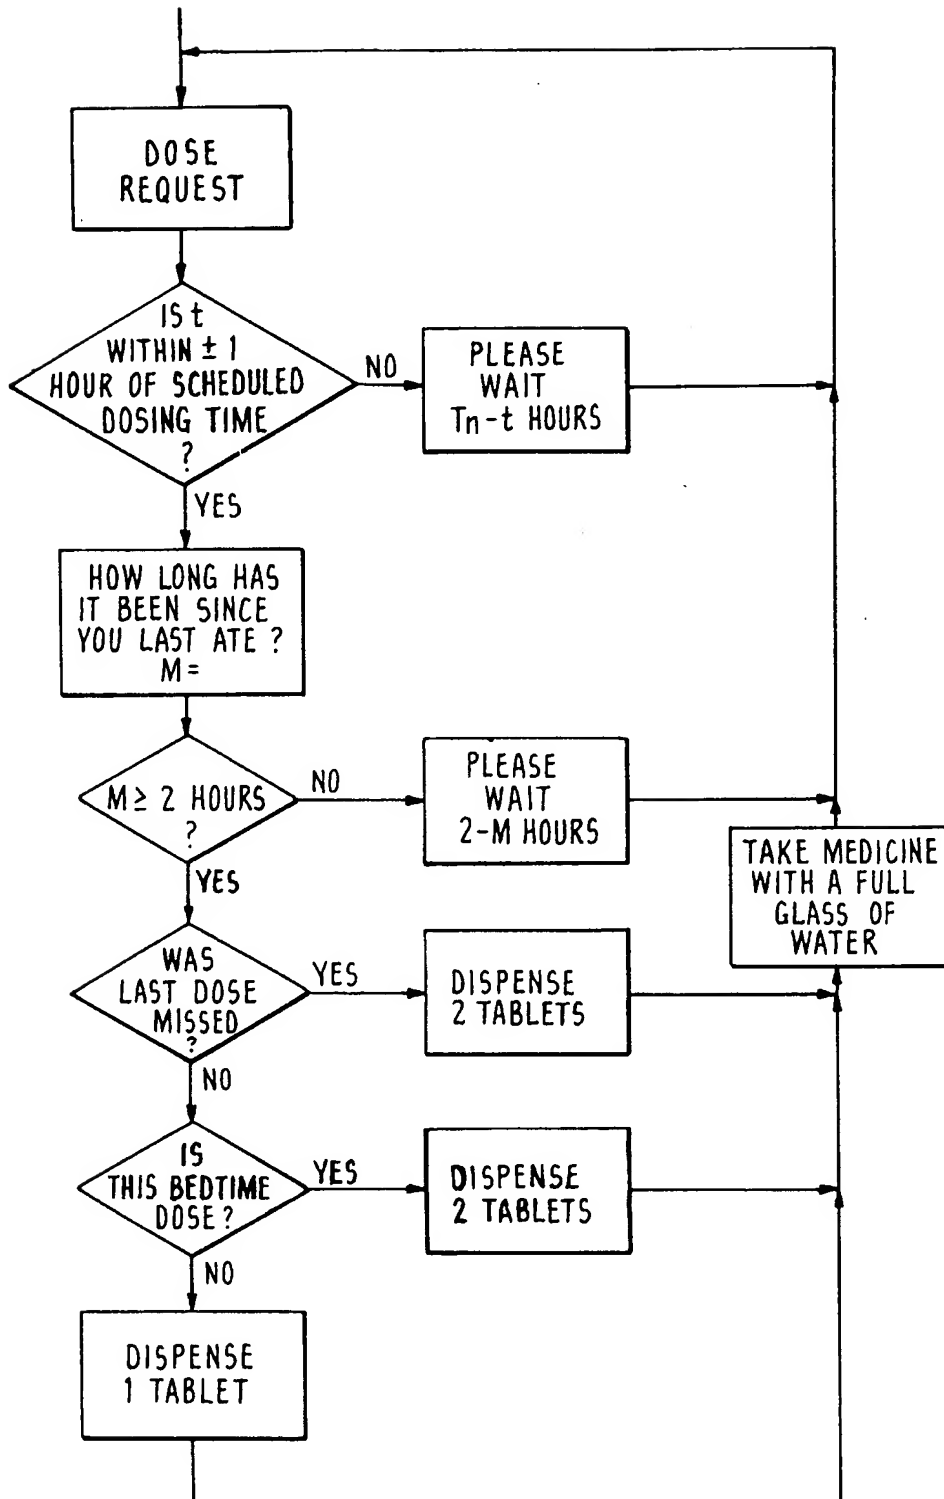 DOSE
REQUEST
IS t
WITHIN ± 1
HOUR OF SCHEDULED
DOSING TIME
?
NO
PLEASE
WAIT
Tn-t HOURS
YES
HOW LONG HAS
IT BEEN SINCE
YOU LAST ATE ?
M =
M ≥ 2 HOURS
?
NO
PLEASE
WAIT
2-M HOURS
YES
TAKE MEDICINE
WITH A FULL
GLASS OF
WATER
WAS
LAST DOSE
MISSED
?
YES
DISPENSE
2 TABLETS
NO
IS
THIS BEDTIME
DOSE ?
YES
DISPENSE
2 TABLETS
NO
DISPENSE
1 TABLET